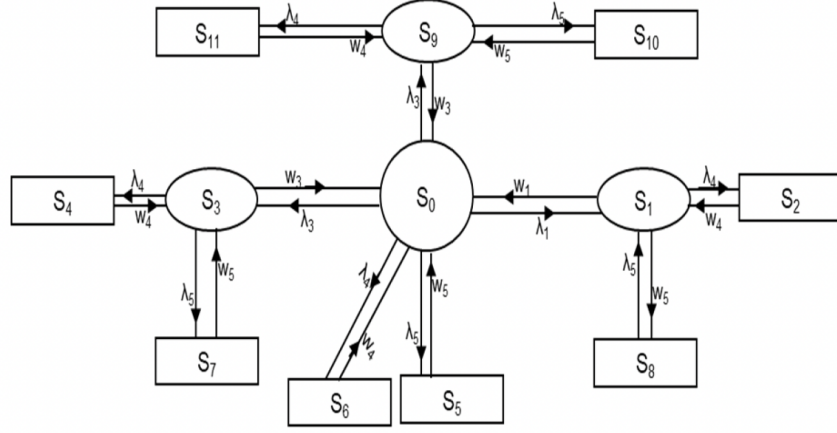 S₁₁ λ₄ w₄ S₉ λ₅ w₅ S₁₀
λ₃ w₃
S₄ λ₄ w₄ S₃ w₃ λ₃ S₀ w₁ λ₁ S₁ λ₄ w₄ S₂
λ₅ w₅ λ₄ w₄ λ₅ w₅ λ₅ w₅
S₇ S₆ S₅ S₈